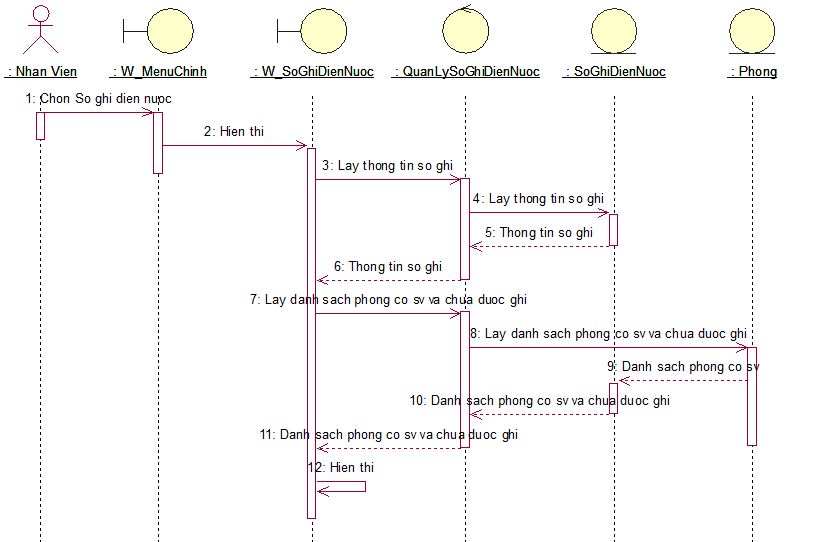 : Nhan Vien
: W_MenuChinh
: W_SoGhiDienNuoc
: QuanLySoGhiDienNuoc
: SoGhiDienNuoc
: Phong
1: Chon So ghi dien nuoc
2: Hien thi
3: Lay thong tin so ghi
4: Lay thong tin so ghi
5: Thong tin so ghi
6: Thong tin so ghi
7: Lay danh sach phong co sv va chua duoc ghi
8: Lay danh sach phong co sv va chua duoc ghi
9: Danh sach phong co sv
10: Danh sach phong co sv va chua duoc ghi
11: Danh sach phong co sv va chua duoc ghi
12: Hien thi